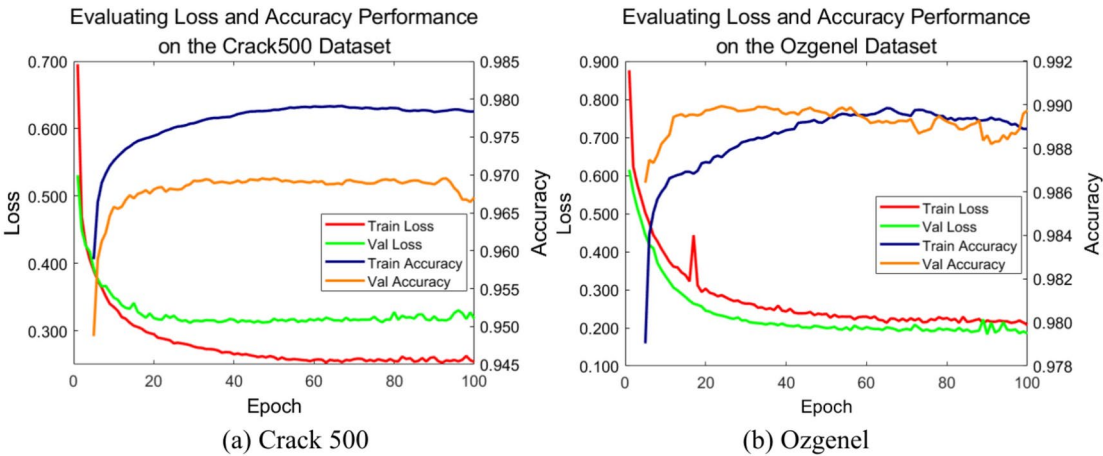 Evaluating Loss and Accuracy Performance
on the Crack500 Dataset
0.700
0.600
0.500
0.400
0.300
Loss
0.985
0.980
0.975
0.970
0.965
0.960
0.955
0.950
0.945
Accuracy
Train Loss
Val Loss
Train Accuracy
Val Accuracy
0 20 40 60 80 100
Epoch
(a) Crack 500
Evaluating Loss and Accuracy Performance
on the Ozgenel Dataset
0.900
0.800
0.700
0.600
0.500
0.400
0.300
0.200
0.100
Loss
0.992
0.990
0.988
0.986
0.984
0.982
0.980
0.978
Accuracy
Train Loss
Val Loss
Train Accuracy
Val Accuracy
0 20 40 60 80 100
Epoch
(b) Ozgenel